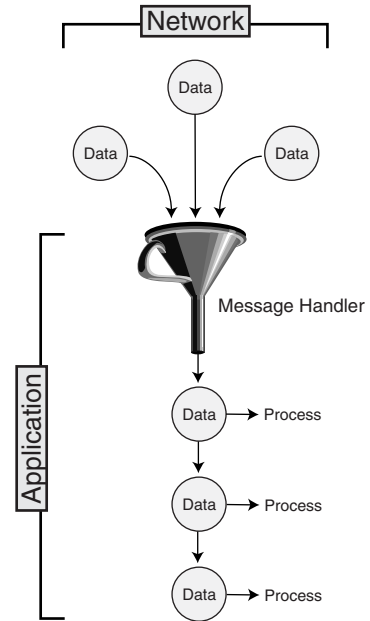 Network
Data
Data
Data
Message Handler
Application
Data
Process
Data
Process
Data
Process